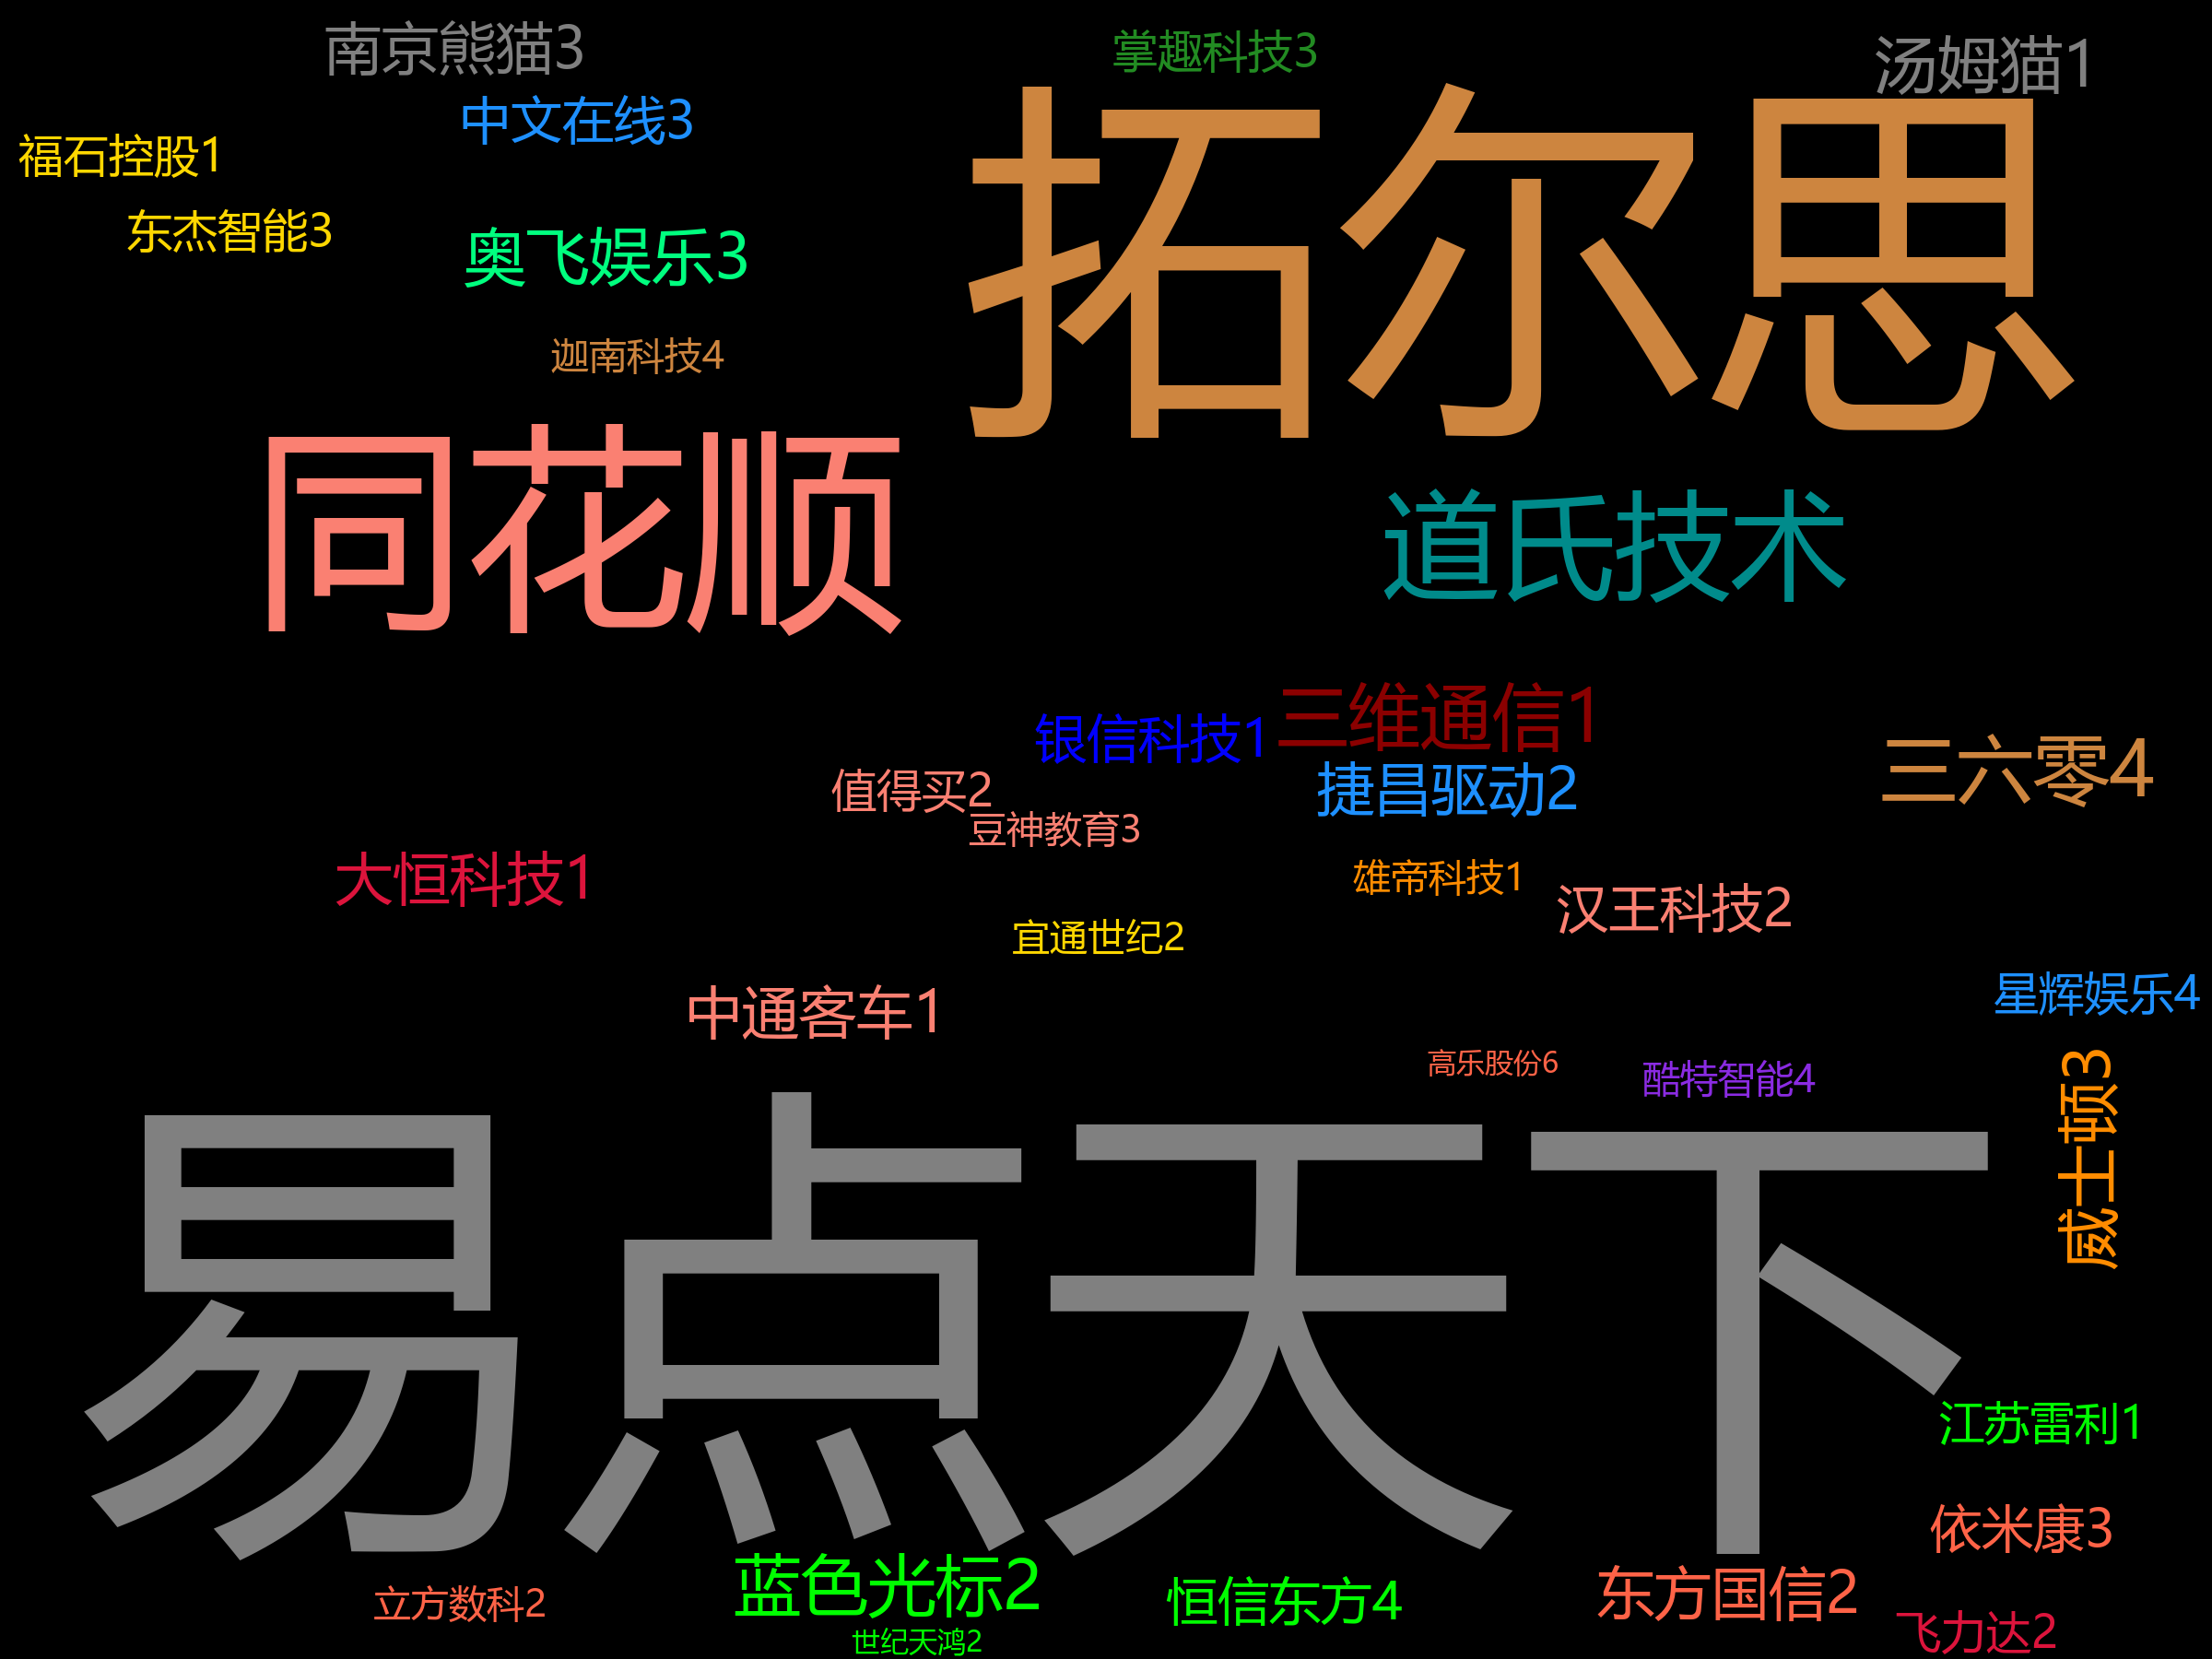 南京熊猫3
掌趣科技3
汤姆猫1
中文在线3
福石控股1
东杰智能3
奥飞娱乐3
拓尔思
迦南科技4
同花顺
道氏技术
银信科技1
三维通信1
三六零4
值得买2
捷昌驱动2
豆神教育3
大恒科技1
雄帝科技1
汉王科技2
宜通世纪2
星辉娱乐4
中通客车1
高乐股份6
酷特智能4
威士顿3
易点天下
江苏雷利1
依米康3
立方数科2
蓝色光标2
恒信东方4
东方国信2
世纪天鸿2
飞力达2